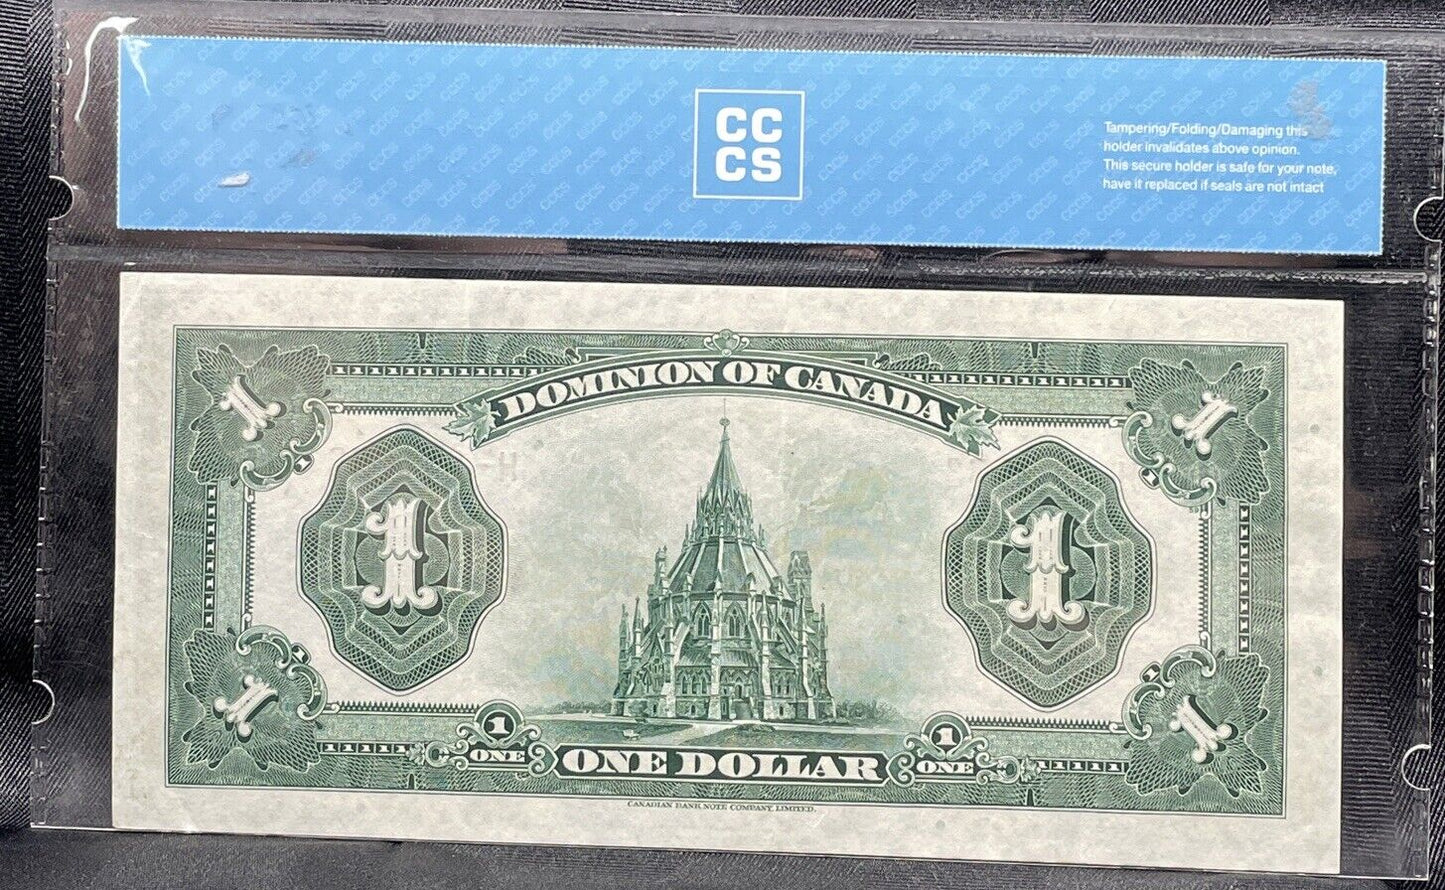 CC
CS
Tampering/Folding/Damaging this
holder invalidates above opinion.
This secure holder is safe for your note,
have it replaced if seals are not intact
DOMINION OF CANADA
1 1
1 1
1 1
1 1
ONE ONE DOLLAR ONE
CANADIAN BANK NOTE COMPANY, LIMITED.